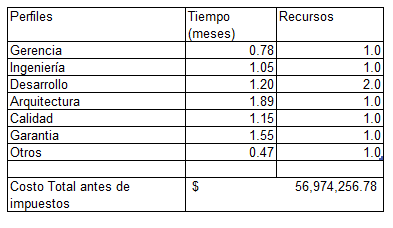 Perfiles Tiempo (meses) Recursos
Gerencia 0.78 1.0
Ingeniería 1.05 1.0
Desarrollo 1.20 2.0
Arquitectura 1.89 1.0
Calidad 1.15 1.0
Garantia 1.55 1.0
Otros 0.47 1.0
Costo Total antes de impuestos $ 56,974,256.78